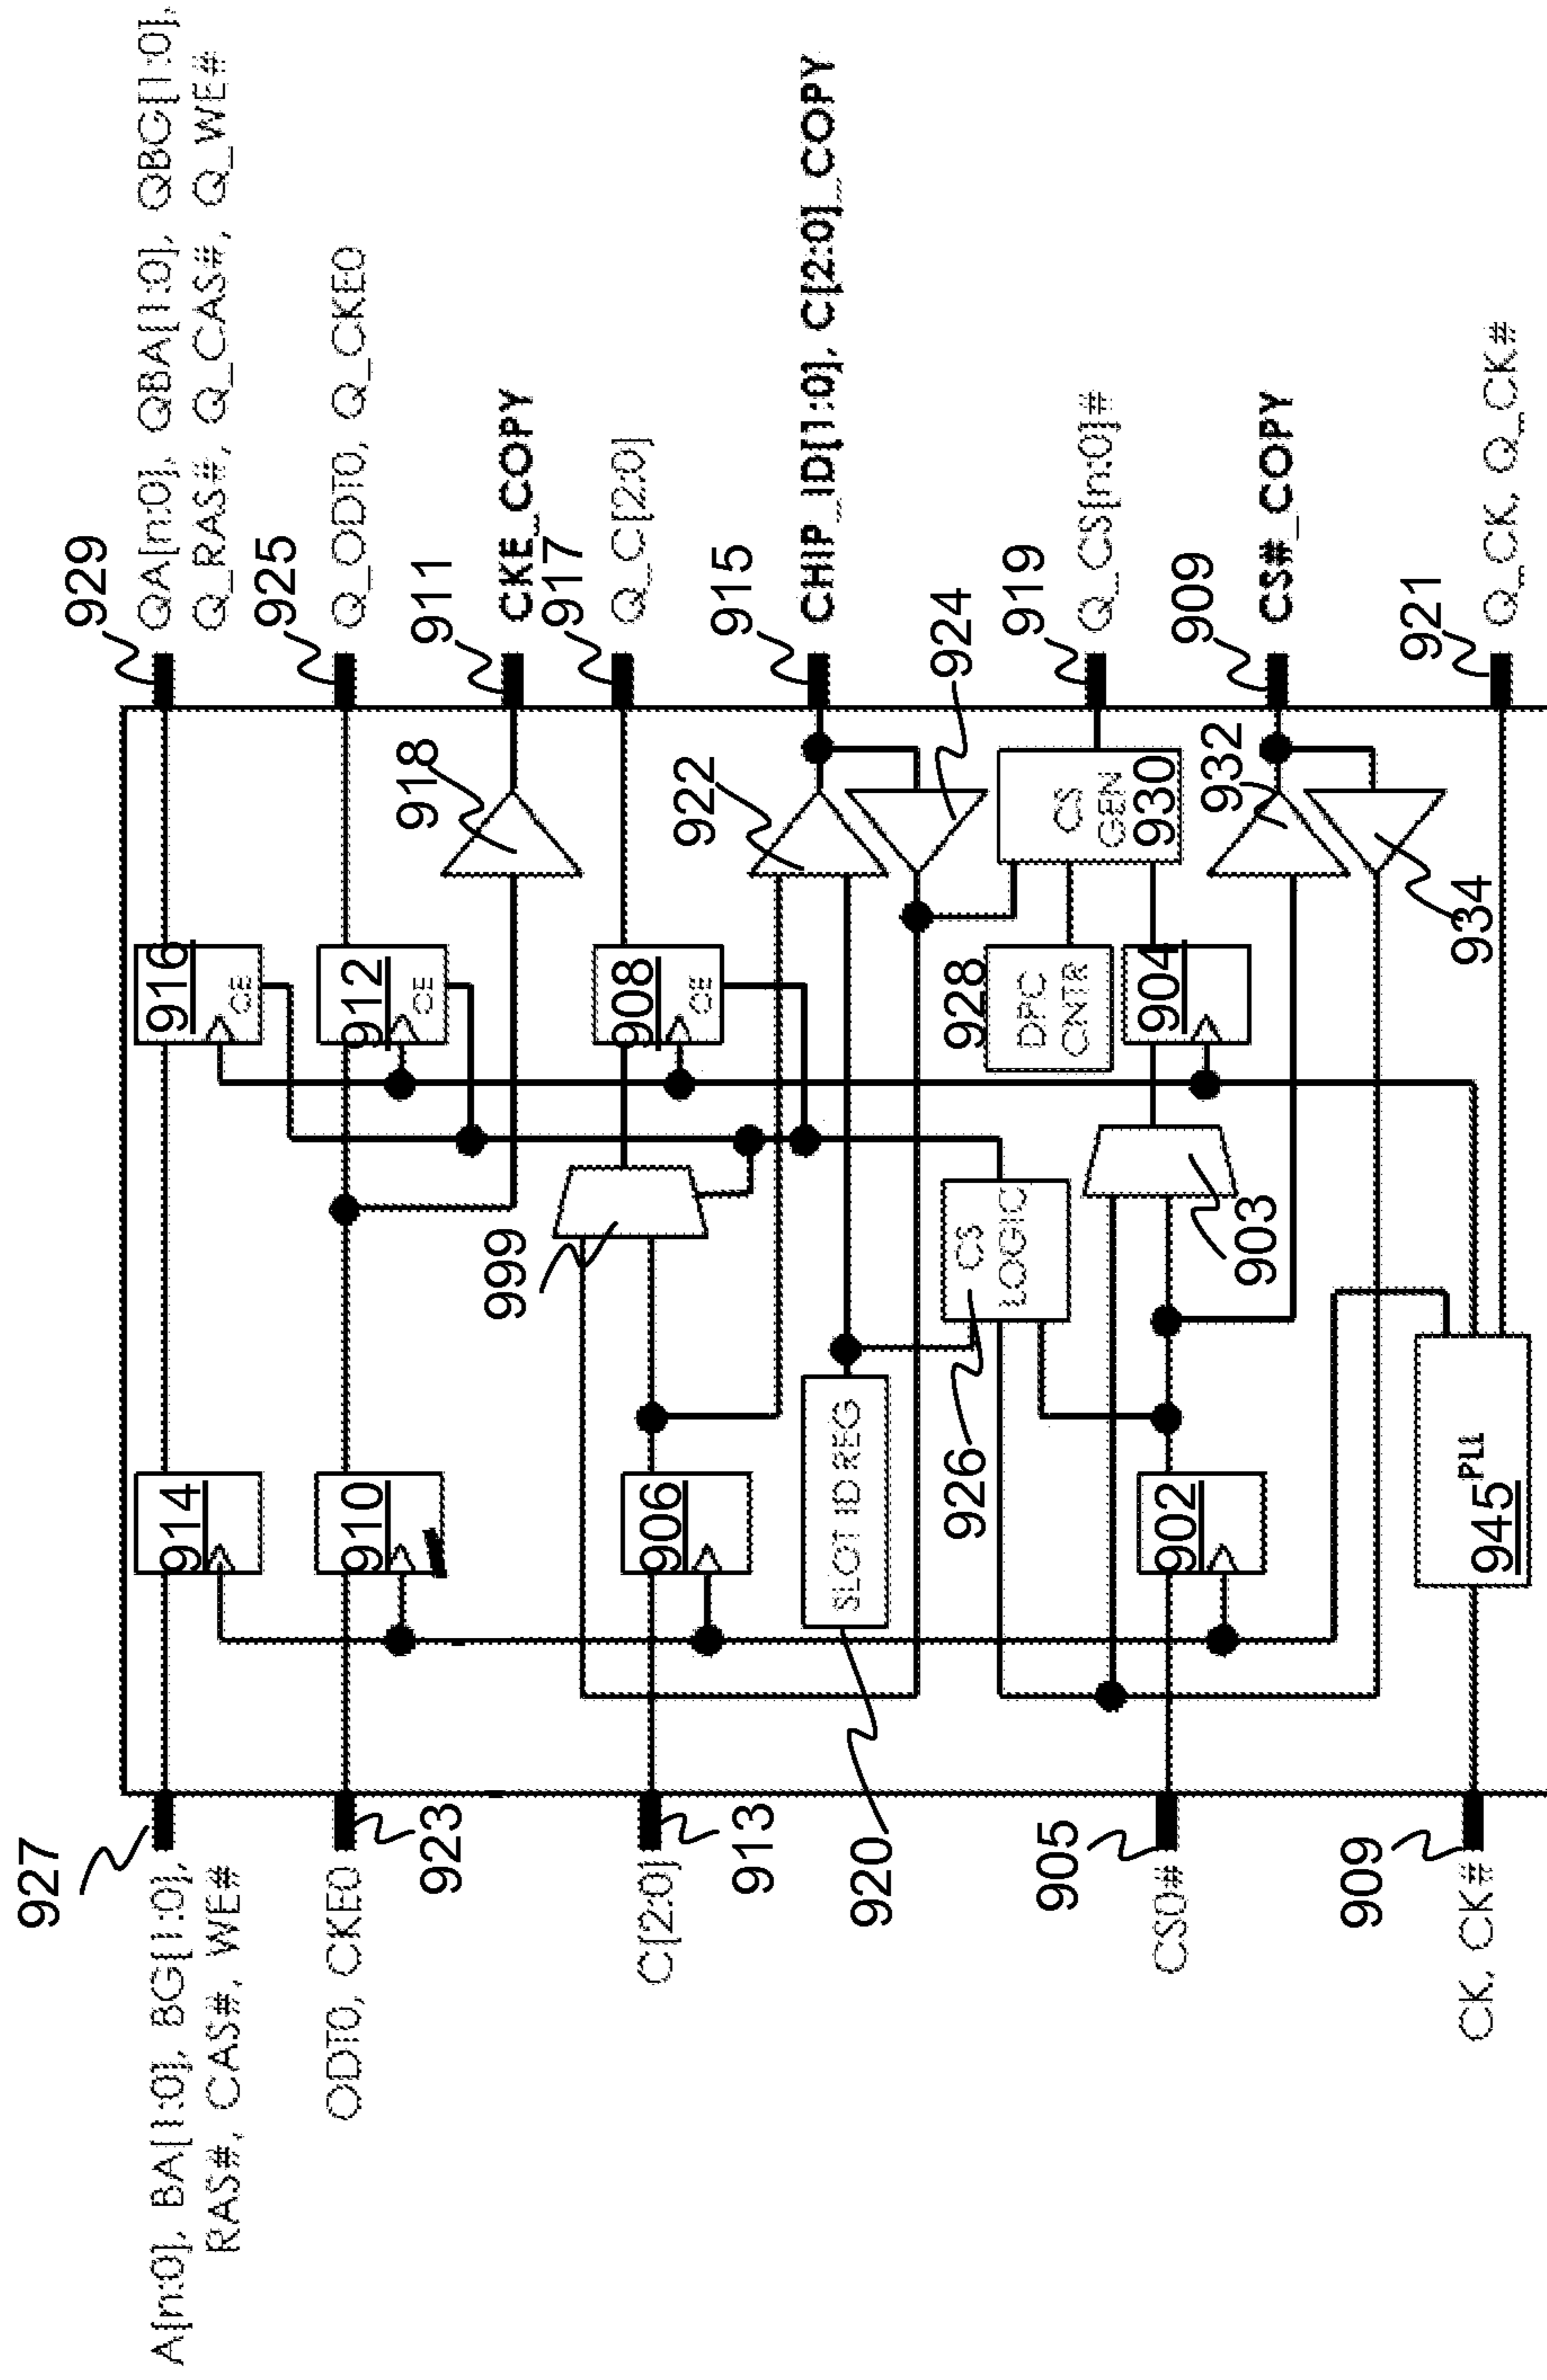 927
929
A[n:0], BA[1:0], BG[1:0],
RAS#, CAS#, WE#
914
916
CE
QA[n:0], QBA[1:0], QBG[1:0],
Q_RAS#, Q_CAS#, Q_WE#
925
ODT0, CKE0
923
910
912
CE
Q_ODT0, Q_CKE0
918
911
CKE_COPY
999
917
C[2:0]
913
906
908
CE
Q_C[2:0]
922
915
920
SLOT ID REG
CHIP_ID[1:0], C[2:0]_COPY
924
926
CS
LOGIC
928
DPC
CNTR
919
CS
GEN
930
Q_CS[n:0]#
905
CS0#
902
903
904
932
909
CS#_COPY
934
909
CK, CK#
945
PLL
921
Q_CK, Q_CK#